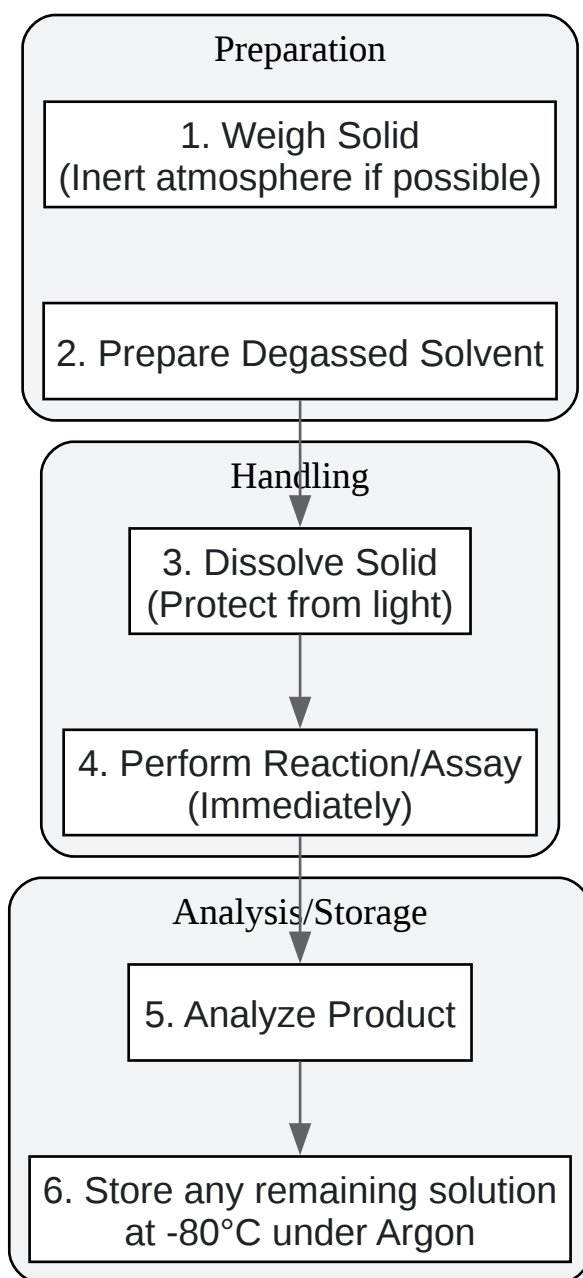 Preparation
1. Weigh Solid
(Inert atmosphere if possible)
2. Prepare Degassed Solvent
Handling
3. Dissolve Solid
(Protect from light)
4. Perform Reaction/Assay
(Immediately)
Analysis/Storage
5. Analyze Product
6. Store any remaining solution
at -80°C under Argon